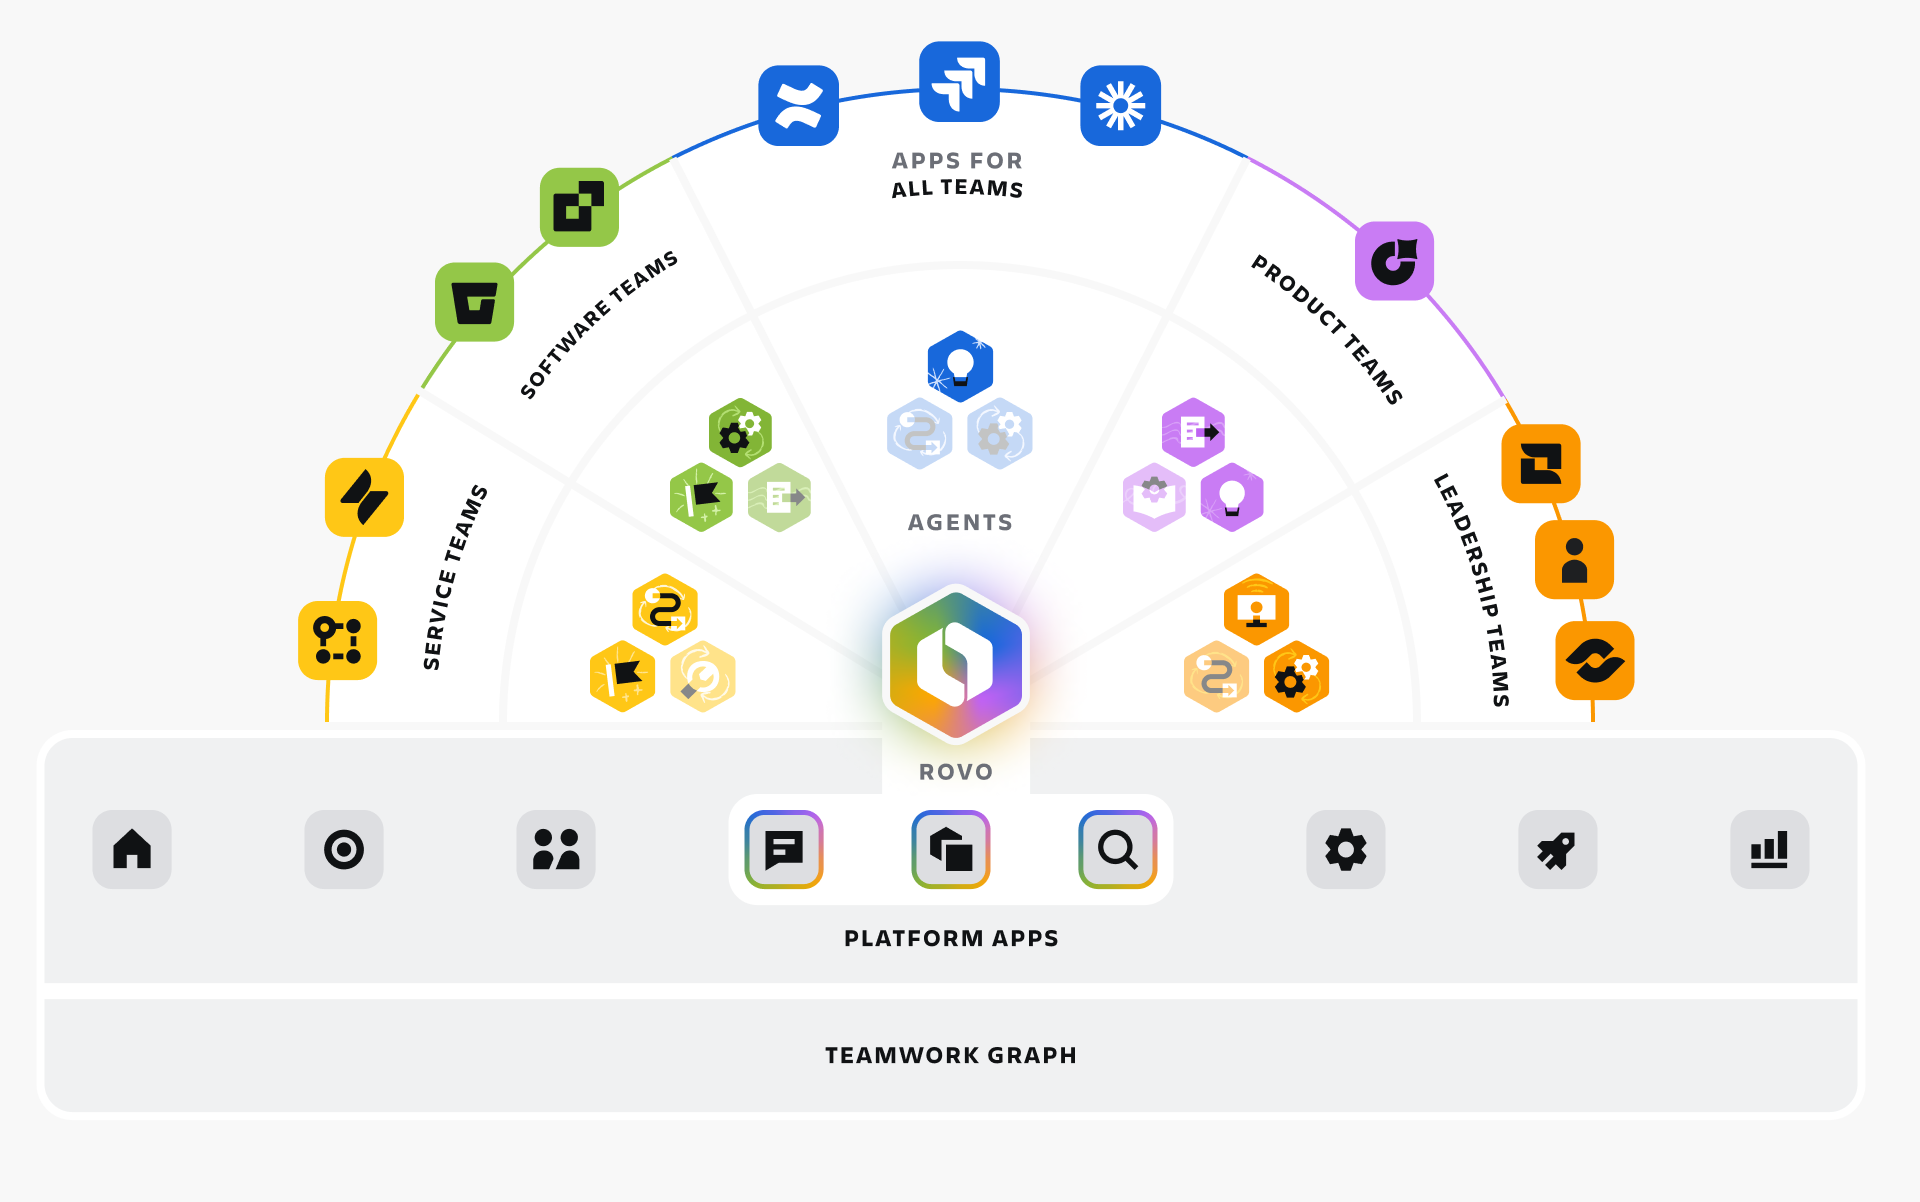 APPS FOR
ALL TEAMS
SOFTWARE TEAMS
PRODUCT TEAMS
SERVICE TEAMS
LEADERSHIP TEAMS
AGENTS
ROVO
PLATFORM APPS
TEAMWORK GRAPH